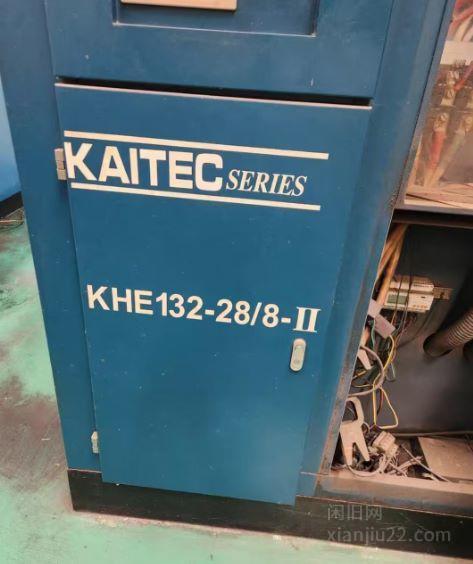 KAITEC SERIES
KHE132-28/8-II
闲旧网
xianjiu22.com